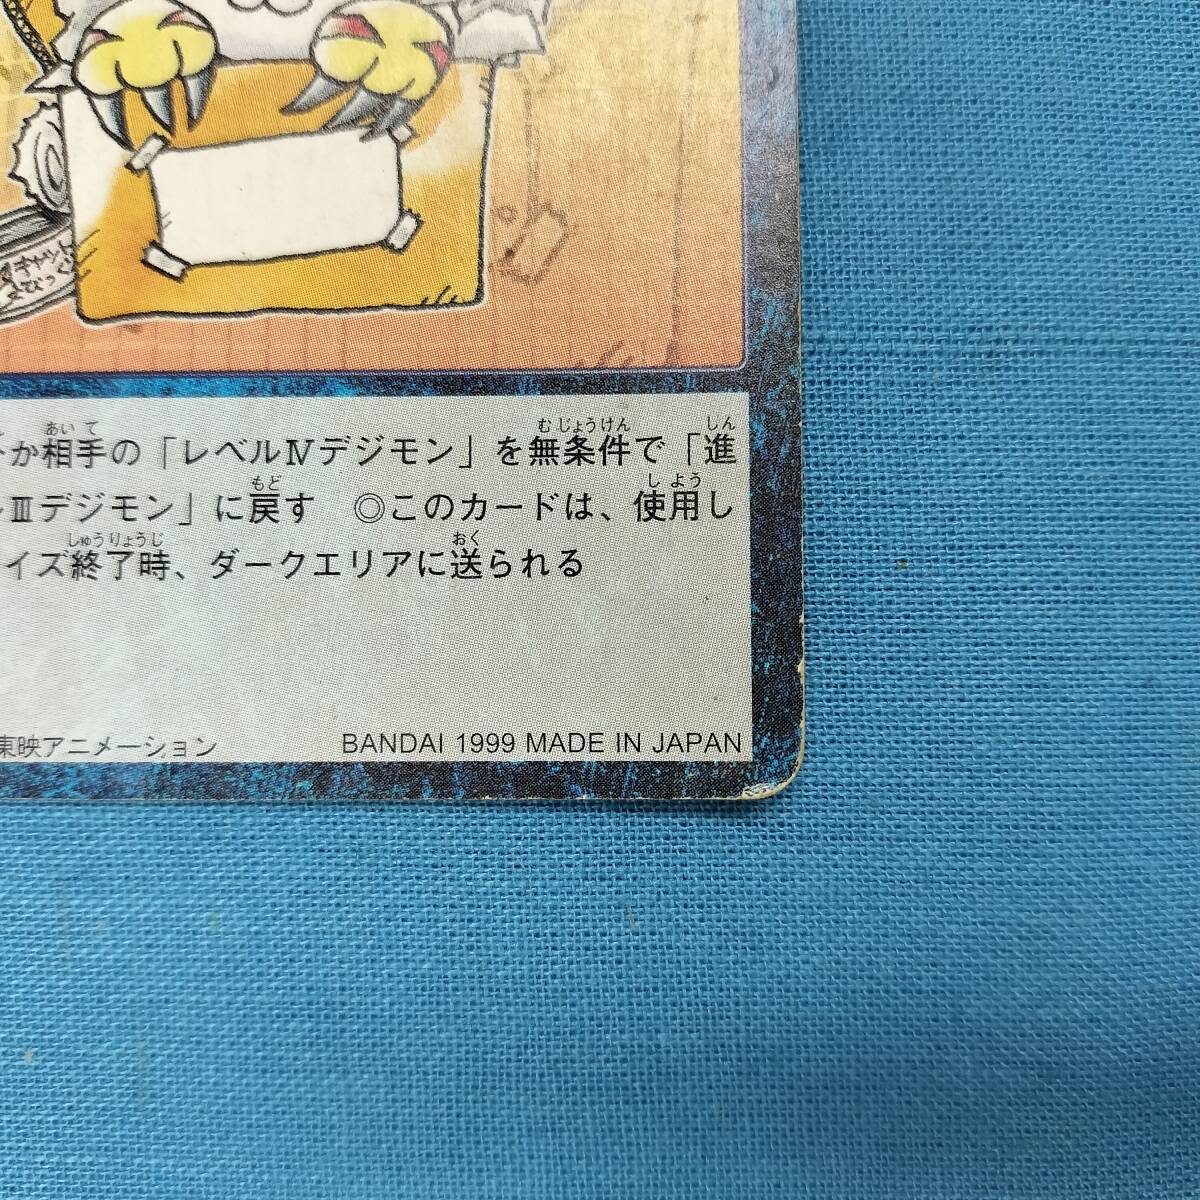 か相手の「レベルⅣデジモン」を無条件で「進
Ⅲデジモン」に戻す ◎このカードは、使用し
イズ終了時、ダークエリアに送られる
東映アニメーション BANDAI 1999 MADE IN JAPAN